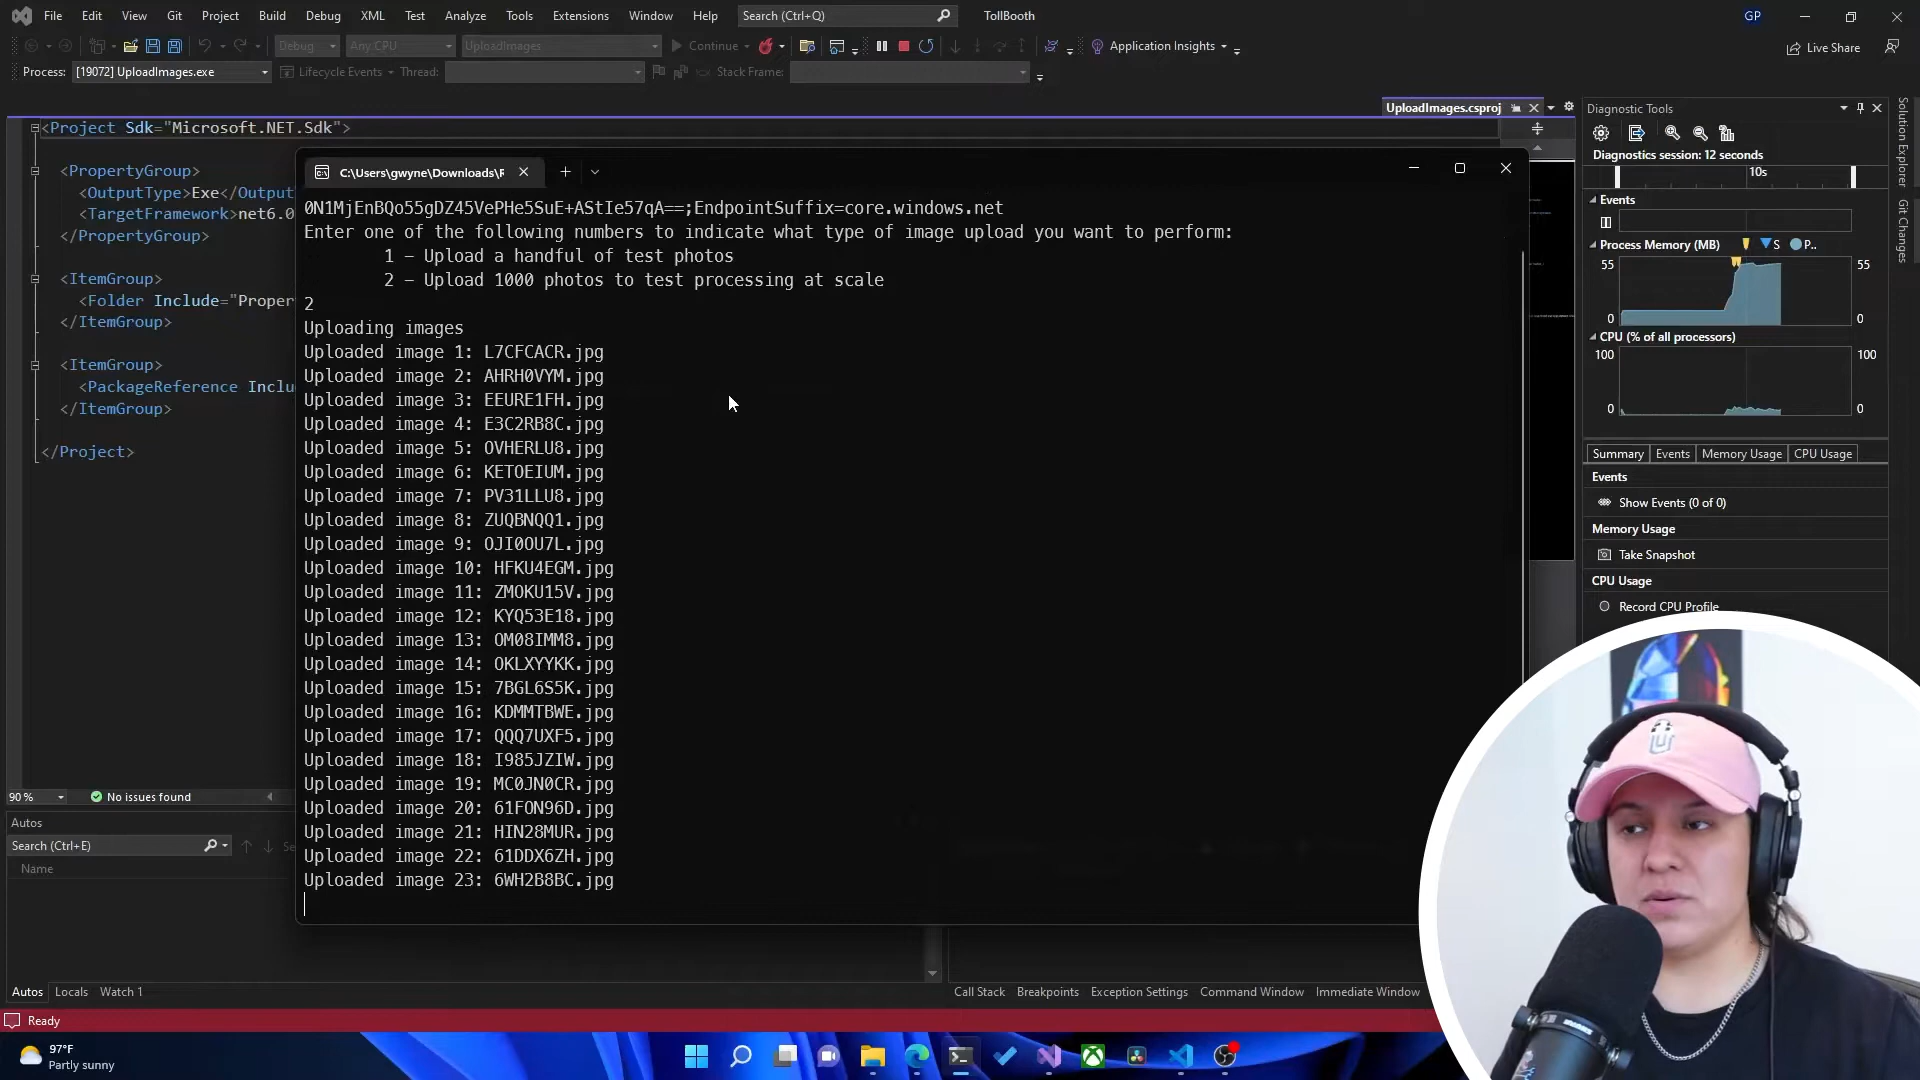 File Edit View Git Project Build Debug XML Test Analyze Tools Extensions Window Help Search (Ctrl+Q) TollBooth GP
Debug Any CPU UploadImages Continue Application Insights Live Share
Process: [19072] UploadImages.exe Lifecycle Events Thread: Stack Frame:
UploadImages.csproj
<Project Sdk="Microsoft.NET.Sdk">
<PropertyGroup>
<OutputType>Exe</Output
<TargetFramework>net6.0
</PropertyGroup>
<ItemGroup>
<Folder Include="Proper
</ItemGroup>
<ItemGroup>
<PackageReference Inclu
</ItemGroup>
</Project>
C:\Users\gwyne\Downloads\F
0N1MjEnBQo55gDZ45VePHe5SuE+AStIe57qA==;EndpointSuffix=core.windows.net
Enter one of the following numbers to indicate what type of image upload you want to perform:
1 – Upload a handful of test photos
2 – Upload 1000 photos to test processing at scale
2
Uploading images
Uploaded image 1: L7CFCACR.jpg
Uploaded image 2: AHRH0VYM.jpg
Uploaded image 3: EEURE1FH.jpg
Uploaded image 4: E3C2RB8C.jpg
Uploaded image 5: OVHERLU8.jpg
Uploaded image 6: KETOEIUM.jpg
Uploaded image 7: PV31LLU8.jpg
Uploaded image 8: ZUQBNQQ1.jpg
Uploaded image 9: OJI0OU7L.jpg
Uploaded image 10: HFKU4EGM.jpg
Uploaded image 11: ZMOKU15V.jpg
Uploaded image 12: KYQ53E18.jpg
Uploaded image 13: OM08IMM8.jpg
Uploaded image 14: OKLXYYKK.jpg
Uploaded image 15: 7BGL6S5K.jpg
Uploaded image 16: KDMMTBWE.jpg
Uploaded image 17: QQQ7UXF5.jpg
Uploaded image 18: I985JZIW.jpg
Uploaded image 19: MC0JN0CR.jpg
Uploaded image 20: 61FON96D.jpg
Uploaded image 21: HIN28MUR.jpg
Uploaded image 22: 61DDX6ZH.jpg
Uploaded image 23: 6WH2B8BC.jpg
Diagnostic Tools
Diagnostics session: 12 seconds
10s
Events
Process Memory (MB) S P..
55 55
0 0
CPU (% of all processors)
100 100
0 0
Summary Events Memory Usage CPU Usage
Events
Show Events (0 of 0)
Memory Usage
Take Snapshot
CPU Usage
Record CPU Profile
Solution Explorer
Git Changes
90 % No issues found
Autos
Search (Ctrl+E)
Name
Autos Locals Watch 1
Call Stack Breakpoints Exception Settings Command Window Immediate Window
Ready
97°F
Partly sunny